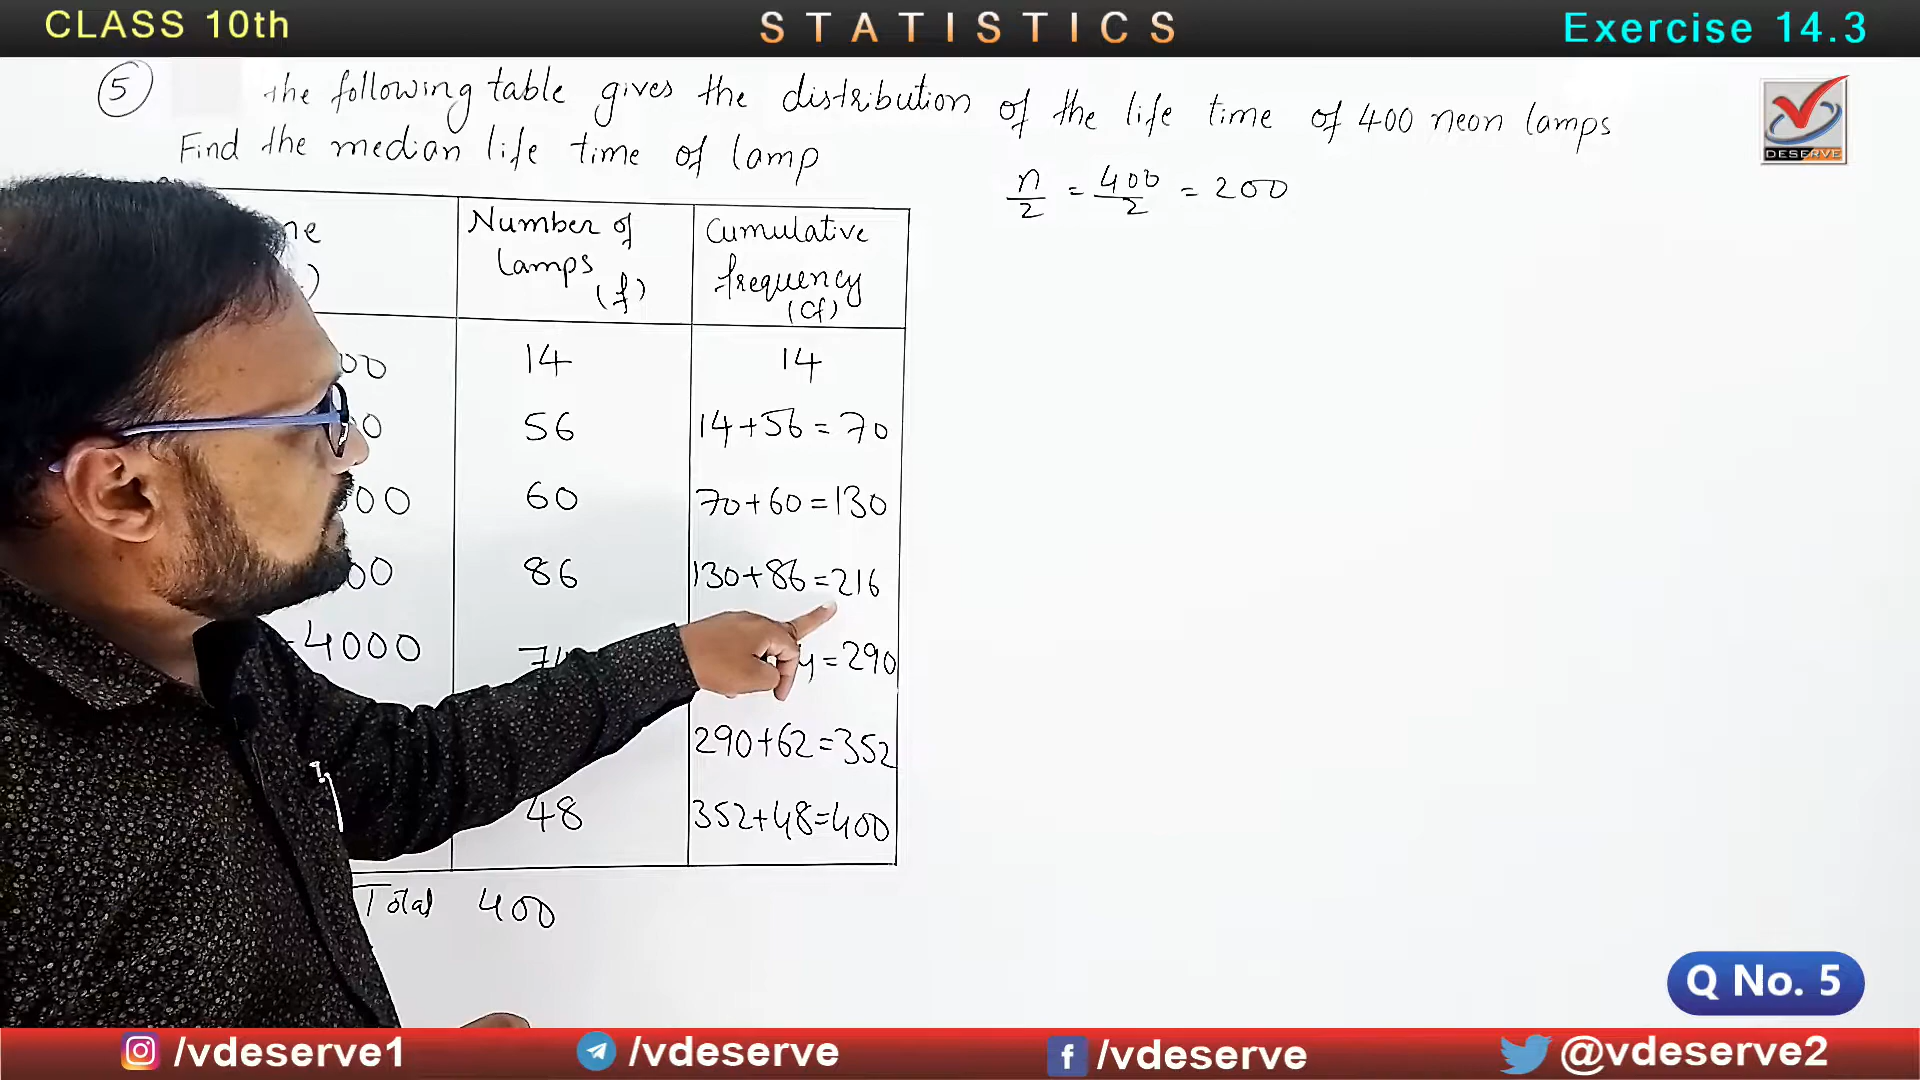 CLASS 10th
STATISTICS
Exercise 14.3
5 the following table gives the distribution of the life time of 400 neon lamps
Find the median life time of lamp
DESERVE
n/2 = 400/2 = 200
Number of
Lamps
(f)
Cumulative
frequency
(cf)
14 14
56 14+56=70
60 70+60=130
86 130+86=216
-4000 =290
290+62=352
48 352+48=400
Total 400
Q No. 5
/vdeserve1
/vdeserve
/vdeserve
@vdeserve2